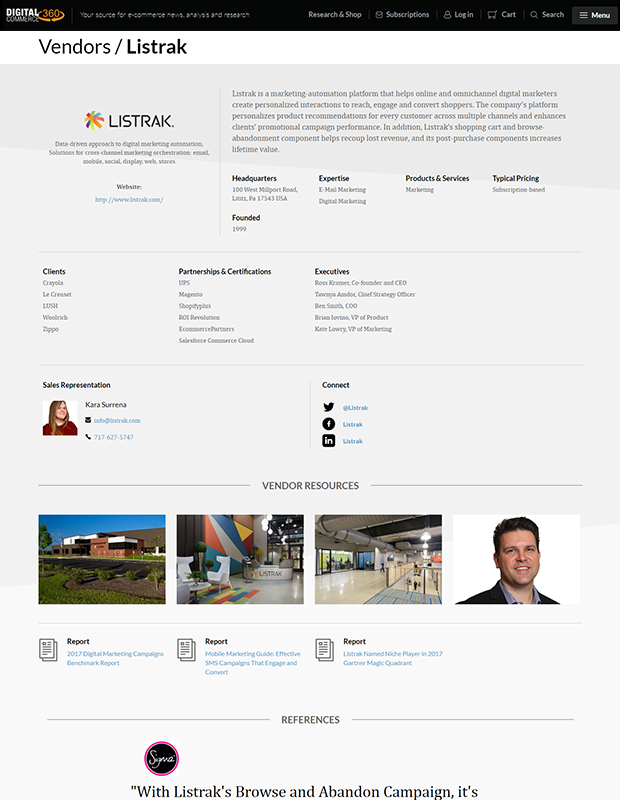 DIGITAL COMMERCE 360
Your source for e-commerce news, analysis and research
Research & Shop
Subscriptions
Log in
Cart
Search
Menu
Vendors / Listrak
LISTRAK
Data-driven approach to digital marketing automation,
Solutions for cross-channel marketing orchestration: email,
mobile, social, display, web, stores
Website:
http://www.listrak.com/
Listrak is a marketing-automation platform that helps online and omnichannel digital marketers
create personalized interactions to reach, engage and convert shoppers. The company's platform
personalizes product recommendations for every customer across multiple channels and enhances
clients' promotional campaign performance. In addition, Listrak's shopping cart and browse-
abandonment component helps recoup lost revenue, and its post-purchase components increases
lifetime value.
Headquarters
100 West Millport Road,
Lititz, Pa 17543 USA
Founded
1999
Expertise
E-Mail Marketing
Digital Marketing
Products & Services
Marketing
Typical Pricing
Subscription-based
Clients
Crayola
Le Creuset
LUSH
Woolrich
Zippo
Partnerships & Certifications
UPS
Magento
Shopifyplus
ROI Revolution
EcommercePartners
Salesforce Commerce Cloud
Executives
Ross Kramer, Co-founder and CEO
Tawnya Amdor, Chief Strategy Officer
Ben Smith, COO
Brian Iovino, VP of Product
Kate Lowry, VP of Marketing
Sales Representation
Kara Surrena
info@listrak.com
717-627-5747
Connect
@Listrak
Listrak
Listrak
VENDOR RESOURCES
LISTRAK
Report
2017 Digital Marketing Campaigns
Benchmark Report
Report
Mobile Marketing Guide: Effective
SMS Campaigns That Engage and
Convert
Report
Listrak Named Niche Player in 2017
Gartner Magic Quadrant
REFERENCES
Sigma
"With Listrak's Browse and Abandon Campaign, it's